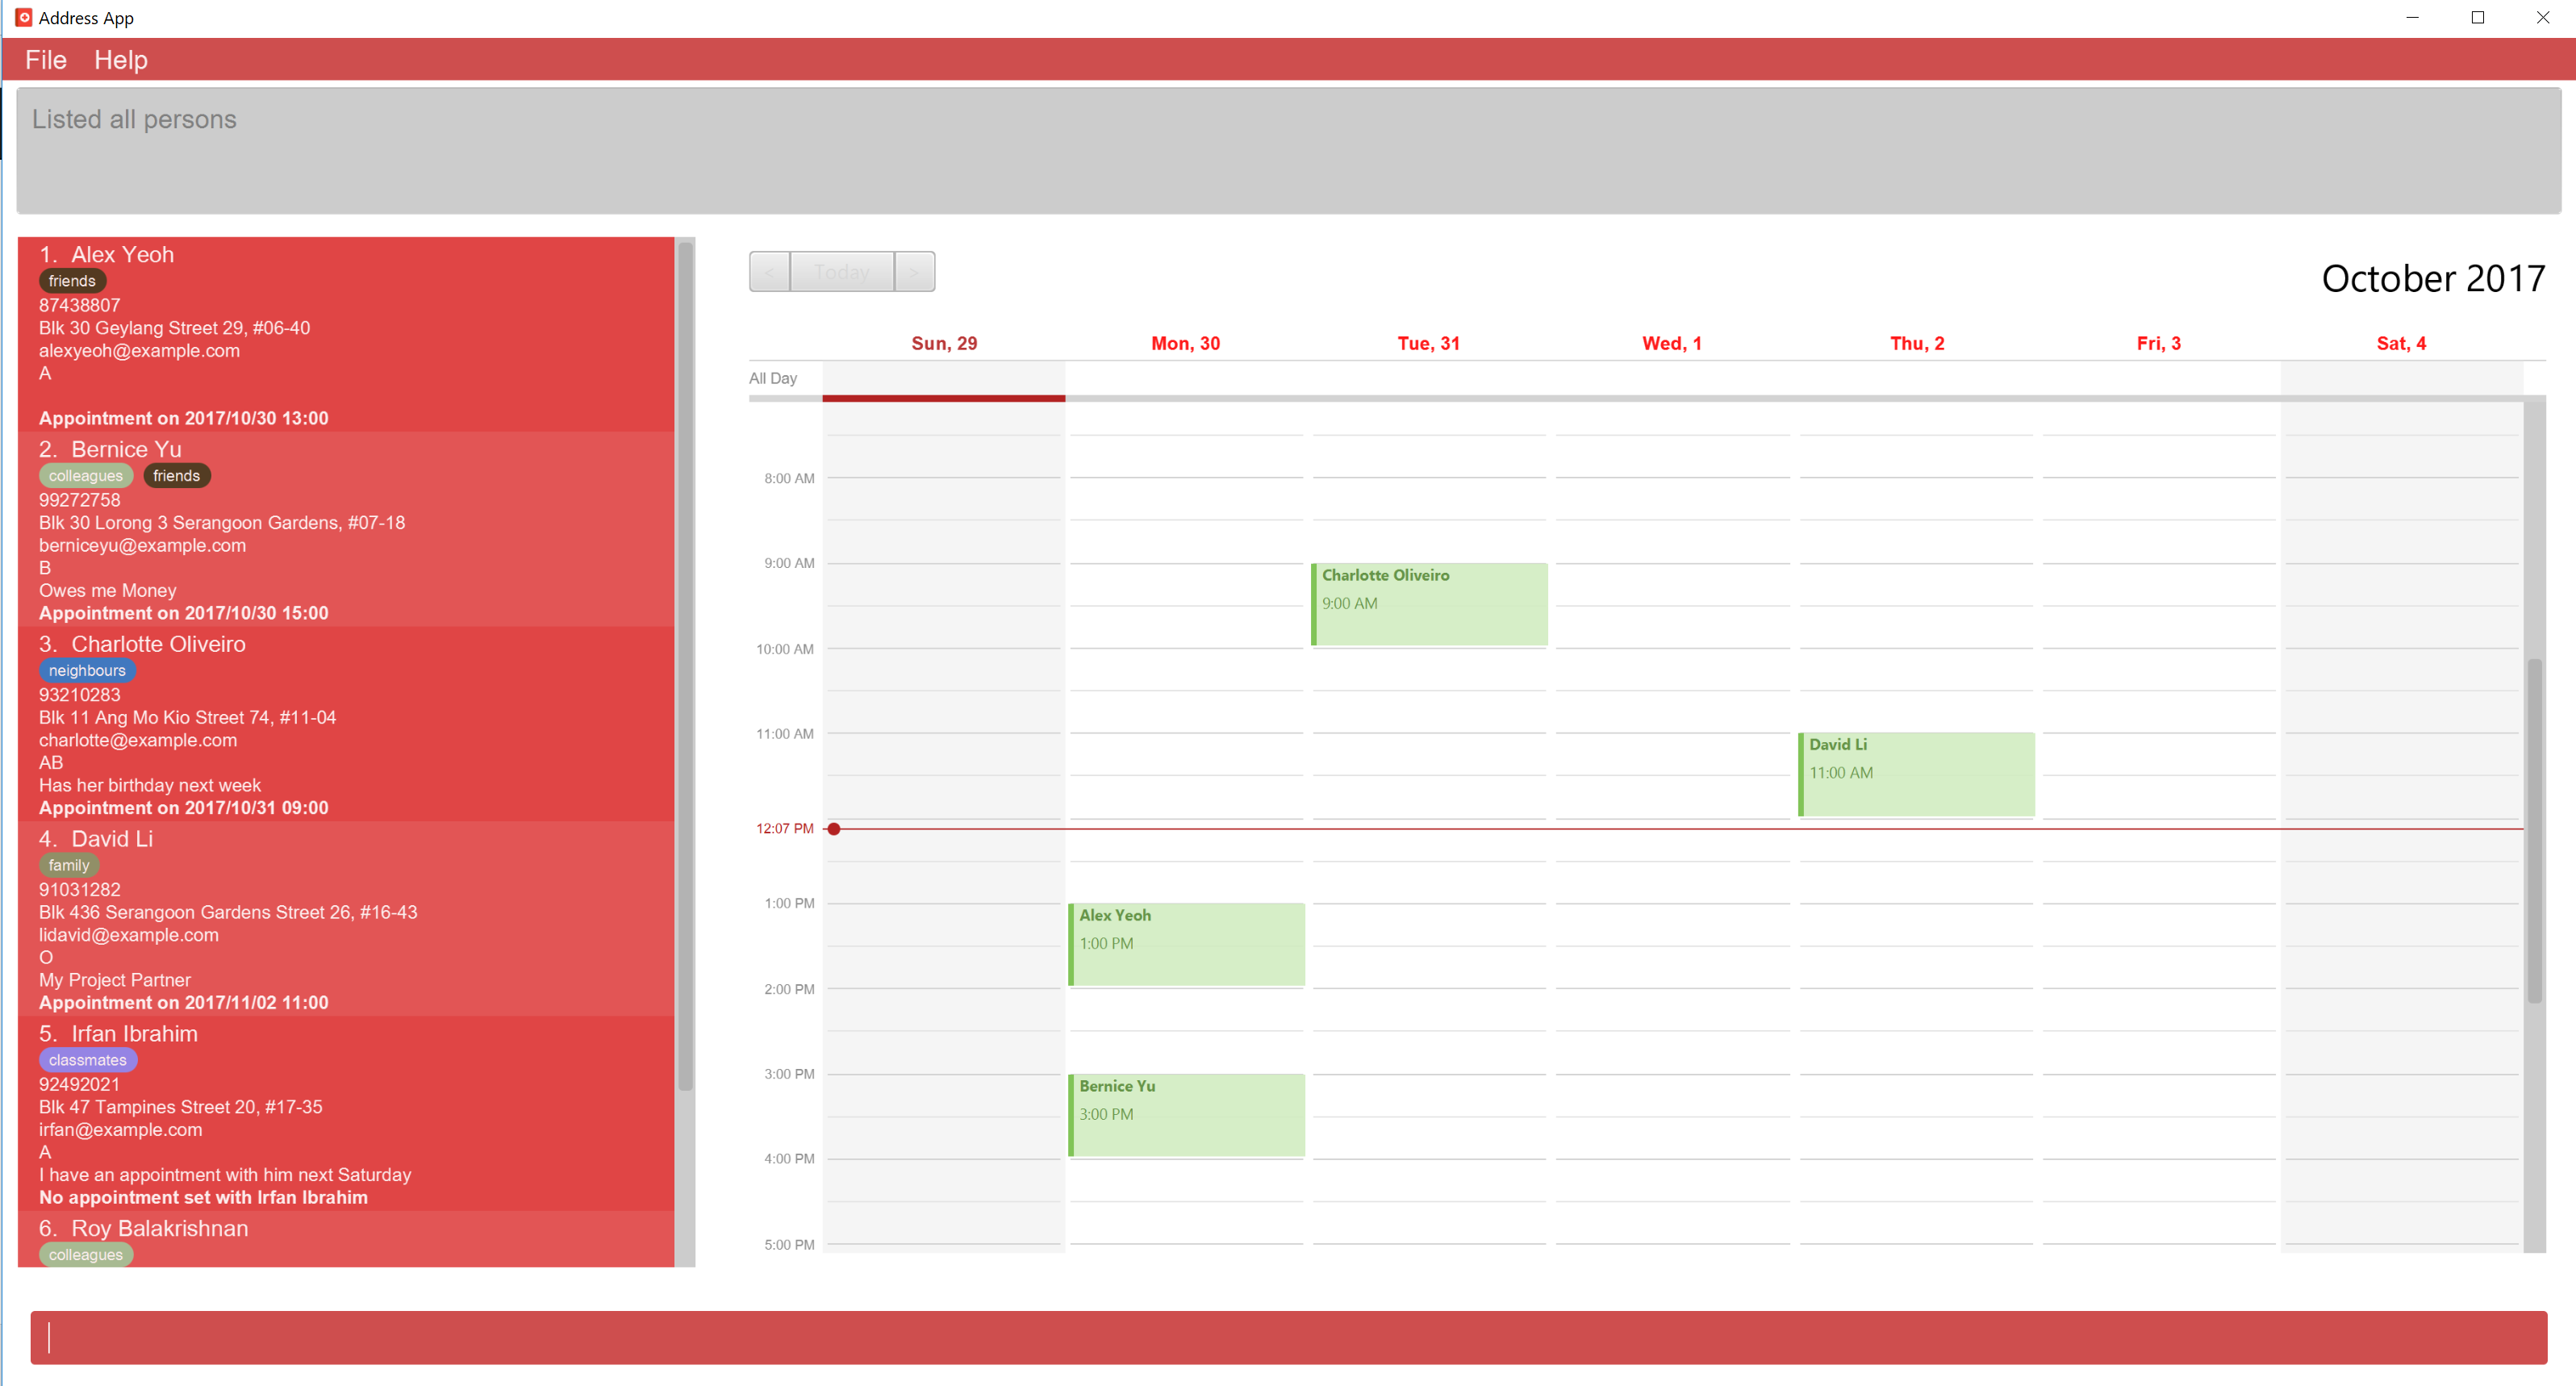 Address App
File Help
Listed all persons
1. Alex Yeoh
friends
87438807
Blk 30 Geylang Street 29, #06-40
alexyeoh@example.com
A
Appointment on 2017/10/30 13:00
2. Bernice Yu
colleagues friends
99272758
Blk 30 Lorong 3 Serangoon Gardens, #07-18
berniceyu@example.com
B
Owes me Money
Appointment on 2017/10/30 15:00
3. Charlotte Oliveiro
neighbours
93210283
Blk 11 Ang Mo Kio Street 74, #11-04
charlotte@example.com
AB
Has her birthday next week
Appointment on 2017/10/31 09:00
4. David Li
family
91031282
Blk 436 Serangoon Gardens Street 26, #16-43
lidavid@example.com
O
My Project Partner
Appointment on 2017/11/02 11:00
5. Irfan Ibrahim
classmates
92492021
Blk 47 Tampines Street 20, #17-35
irfan@example.com
A
I have an appointment with him next Saturday
No appointment set with Irfan Ibrahim
6. Roy Balakrishnan
colleagues
< Today >
October 2017
Sun, 29 Mon, 30 Tue, 31 Wed, 1 Thu, 2 Fri, 3 Sat, 4
All Day
8:00 AM
9:00 AM
Charlotte Oliveiro
9:00 AM
10:00 AM
11:00 AM
David Li
11:00 AM
12:07 PM
1:00 PM
Alex Yeoh
1:00 PM
2:00 PM
3:00 PM
Bernice Yu
3:00 PM
4:00 PM
5:00 PM